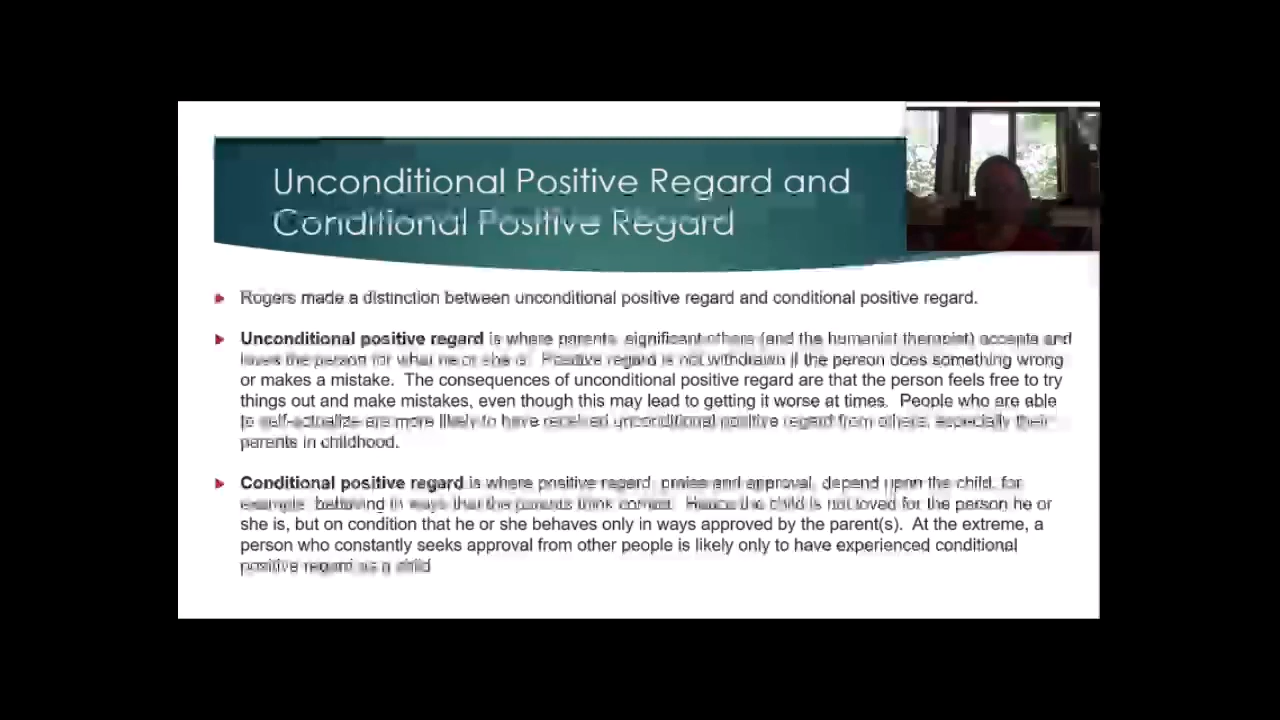 Unconditional Positive Regard and
Conditional Positive Regard
Rogers made a distinction between unconditional positive regard and conditional positive regard.
Unconditional positive regard is where parents, significant others (and the humanist therapist) accepts and
loves the person for what he or she is. Positive regard is not withdrawn if the person does something wrong
or makes a mistake. The consequences of unconditional positive regard are that the person feels free to try
things out and make mistakes, even though this may lead to getting it worse at times. People who are able
to self-actualize are more likely to have received unconditional positive regard from others, especially their
parents in childhood.
Conditional positive regard is where positive regard, praise and approval, depend upon the child, for
example, behaving in ways that the parents think correct. Hence the child is not loved for the person he or
she is, but on condition that he or she behaves only in ways approved by the parent(s). At the extreme, a
person who constantly seeks approval from other people is likely only to have experienced conditional
positive regard as a child